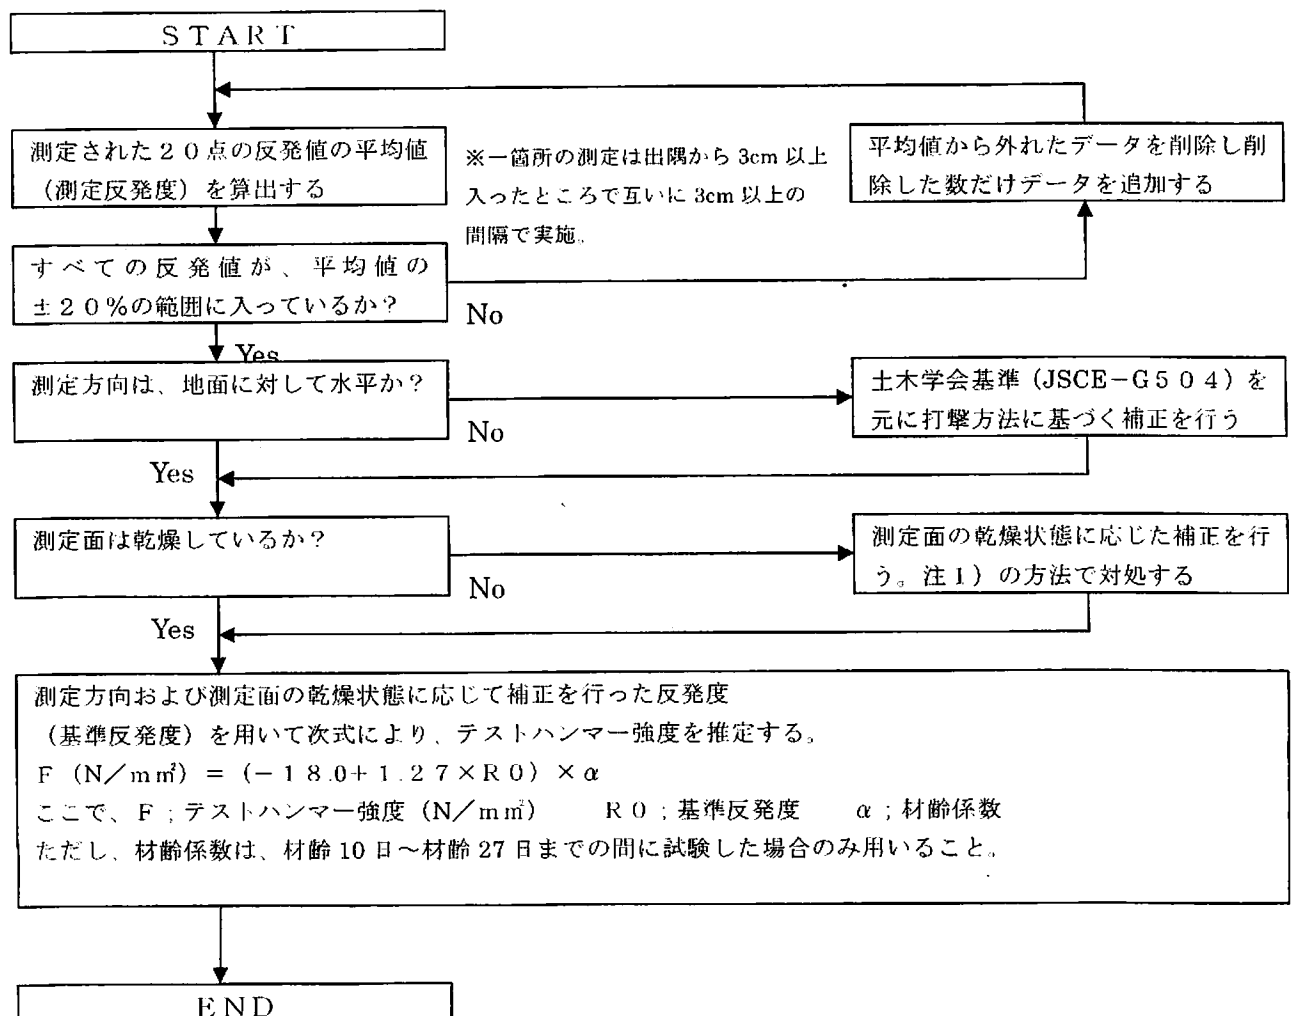 ＳＴＡＲＴ
測定された２０点の反発値の平均値
（測定反発度）を算出する
※一箇所の測定は出隅から 3cm 以上
入ったところで互いに 3cm 以上の
間隔で実施。
平均値から外れたデータを削除し削
除した数だけデータを追加する
すべての反発値が、平均値の
±２０％の範囲に入っているか？
No
Yes
測定方向は、地面に対して水平か？
No
土木学会基準（JSCE－Ｇ５０４）を
元に打撃方法に基づく補正を行う
Yes
測定面は乾燥しているか？
No
測定面の乾燥状態に応じた補正を行
う。注１）の方法で対処する
Yes
測定方向および測定面の乾燥状態に応じて補正を行った反発度
（基準反発度）を用いて次式により、テストハンマー強度を推定する。
Ｆ（N／ｍ㎡）＝（－１８.0＋１.２７×Ｒ０）×α
ここで、Ｆ；テストハンマー強度（N／ｍ㎡）　Ｒ０；基準反発度　α；材齢係数
ただし、材齢係数は、材齢 10 日～材齢 27 日までの間に試験した場合のみ用いること。
ＥＮＤ